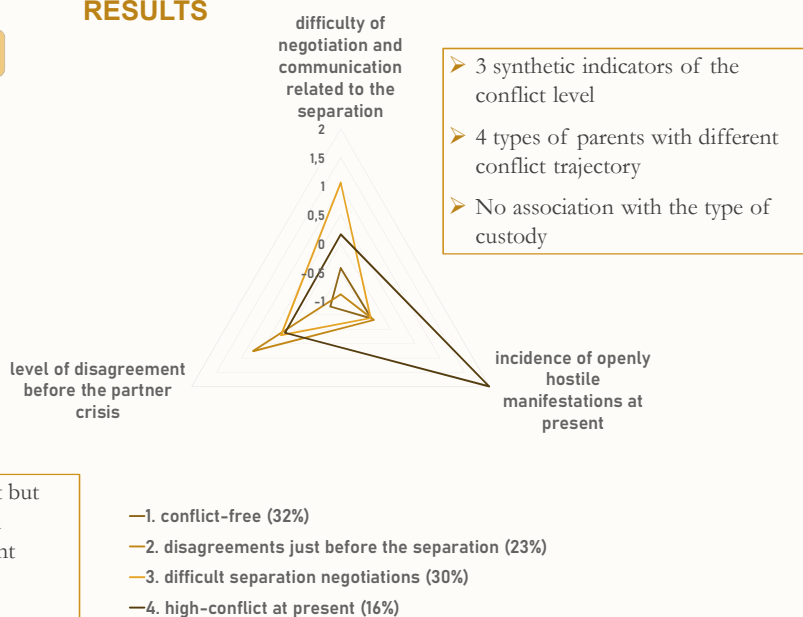 RESULTS
difficulty of
negotiation and
communication
related to the
separation
2
1,5
1
0,5
0
-0,5
-1
level of disagreement
before the partner
crisis
incidence of openly
hostile
manifestations at
present
➢ 3 synthetic indicators of the
conflict level
➢ 4 types of parents with different
conflict trajectory
➢ No association with the type of
custody
t but
nt
1. conflict-free (32%)
2. disagreements just before the separation (23%)
3. difficult separation negotiations (30%)
4. high-conflict at present (16%)